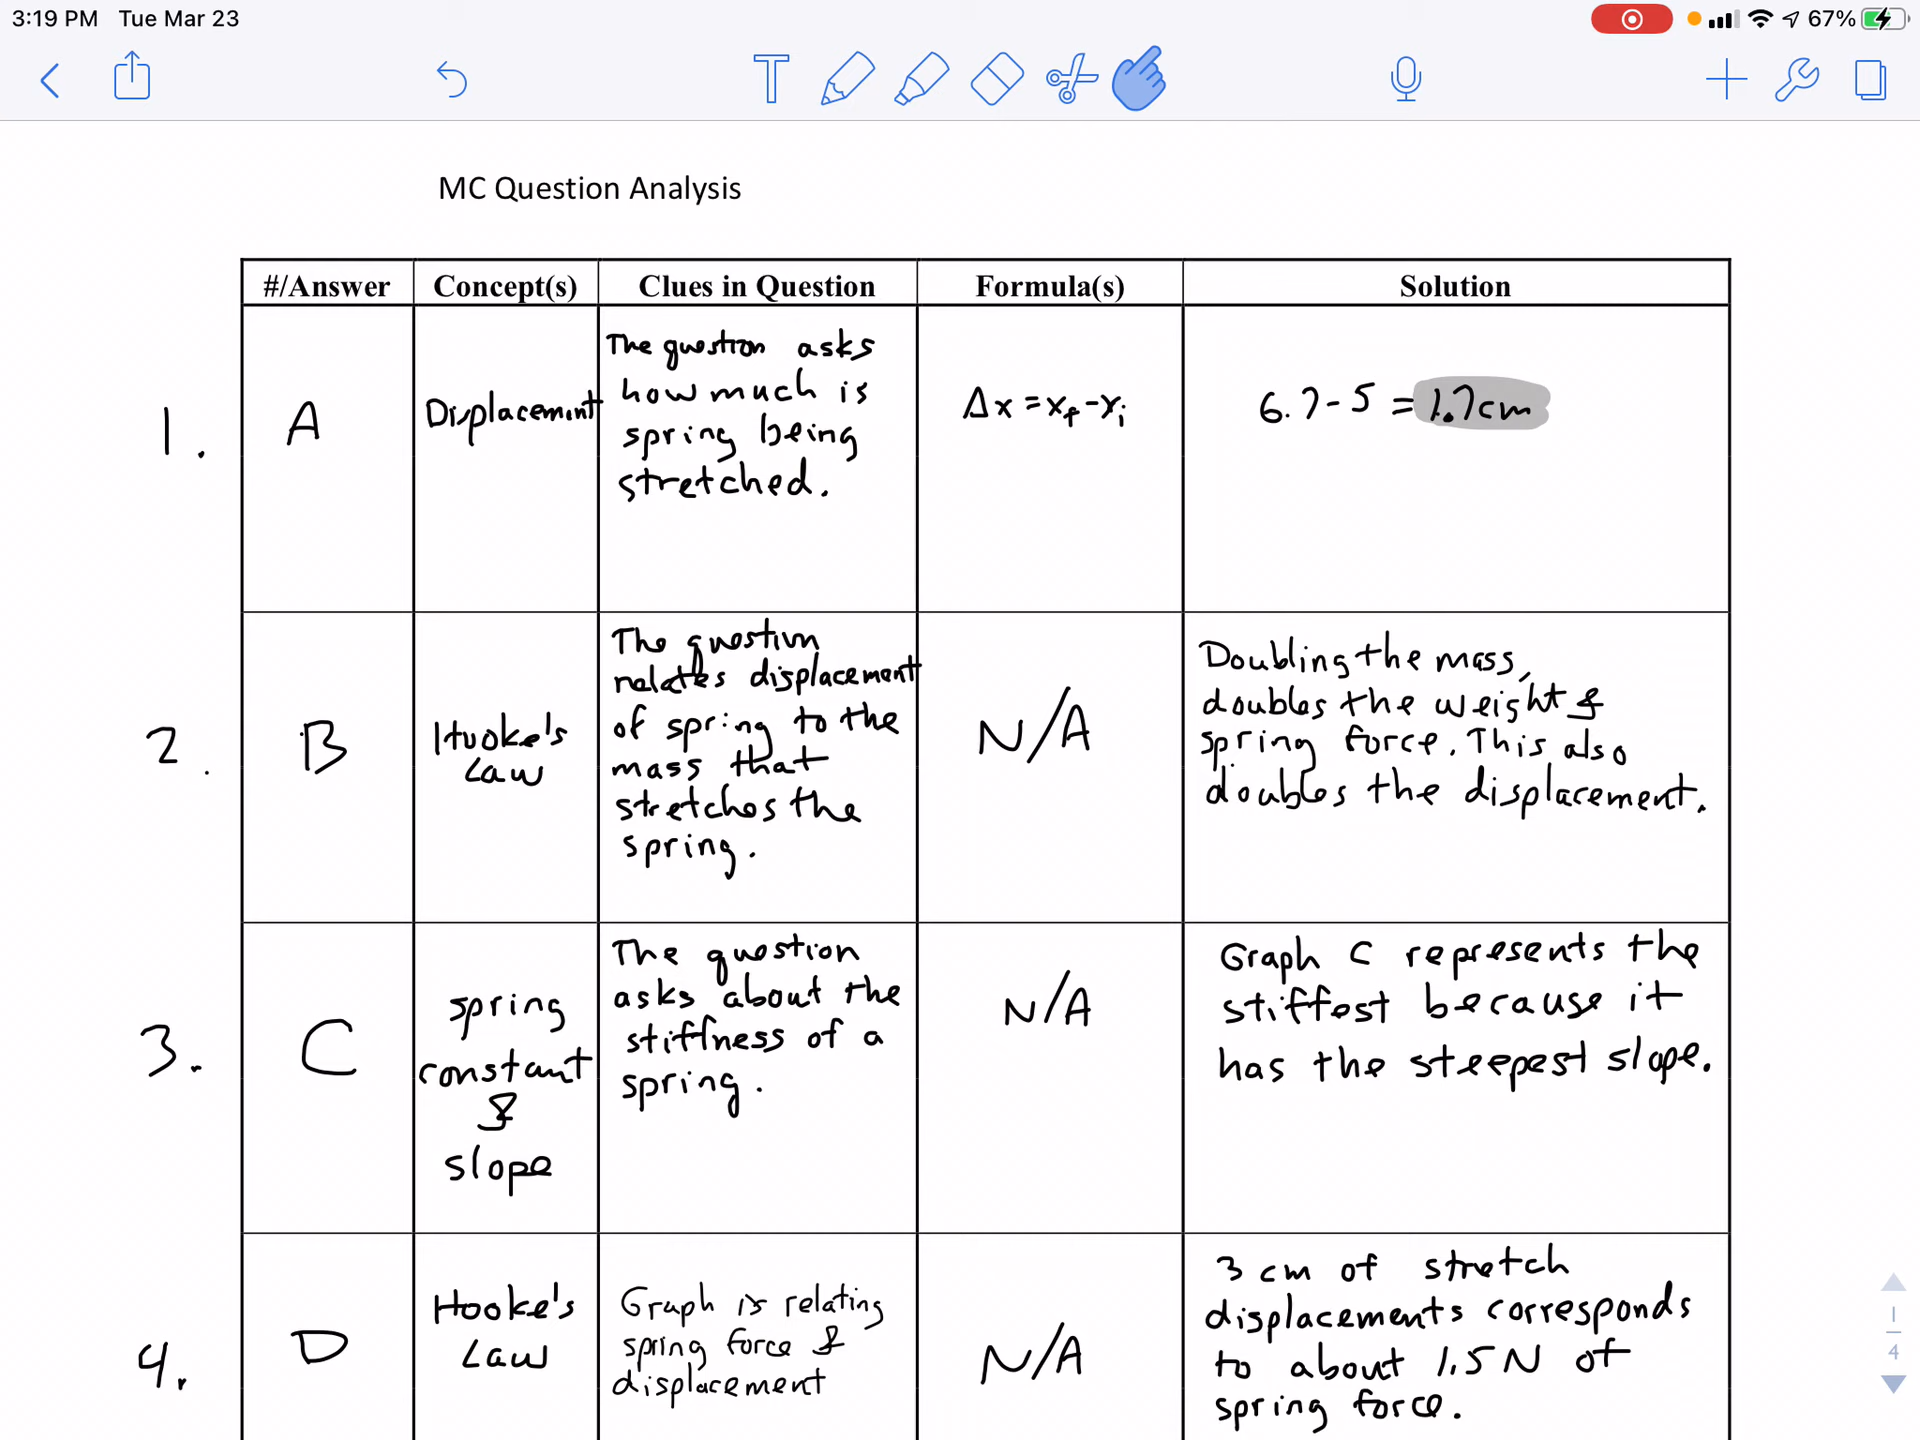 3:19 PM Tue Mar 23
67%
T
MC Question Analysis
#/Answer Concept(s) Clues in Question Formula(s) Solution
1.
A
Displacement
The question asks
how much is
spring being
stretched.
Δx = xf - xi
6.7 - 5 = 1.7cm
2.
B
Hooke's
Law
The question
relates displacement
of spring to the
mass that
stretches the
spring.
N/A
Doubling the mass,
doubles the weight &
spring force. This also
doubles the displacement.
3.
C
spring
constant
&
slope
The question
asks about the
stiffness of a
spring.
N/A
Graph C represents the
stiffest because it
has the steepest slope.
4.
D
Hooke's
Law
Graph is relating
spring force &
displacement
N/A
3 cm of stretch
displacements corresponds
to about 1.5 N of
spring force.
1
4